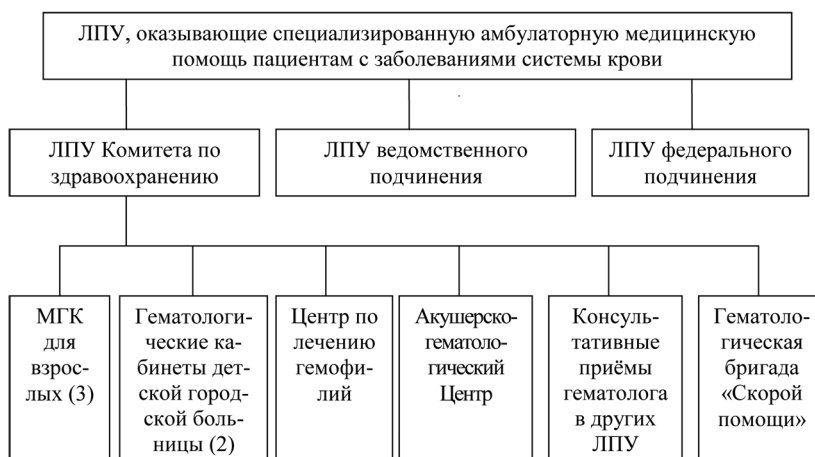 ЛПУ, оказывающие специализированную амбулаторную медицинскую
помощь пациентам с заболеваниями системы крови
ЛПУ Комитета по
здравоохранению
ЛПУ ведомственного
подчинения
ЛПУ федерального
подчинения
МГК
для
взрос-
лых (3)
Гематологи-
ческие ка-
бинеты дет-
ской город-
ской боль-
ницы (2)
Центр по
лечению
гемофи-
лий
Акушерско-
гематоло-
гический
Центр
Консуль-
тативные
приёмы
гематолога
в других
ЛПУ
Гематоло-
гическая
бригада
«Скорой
помощи»